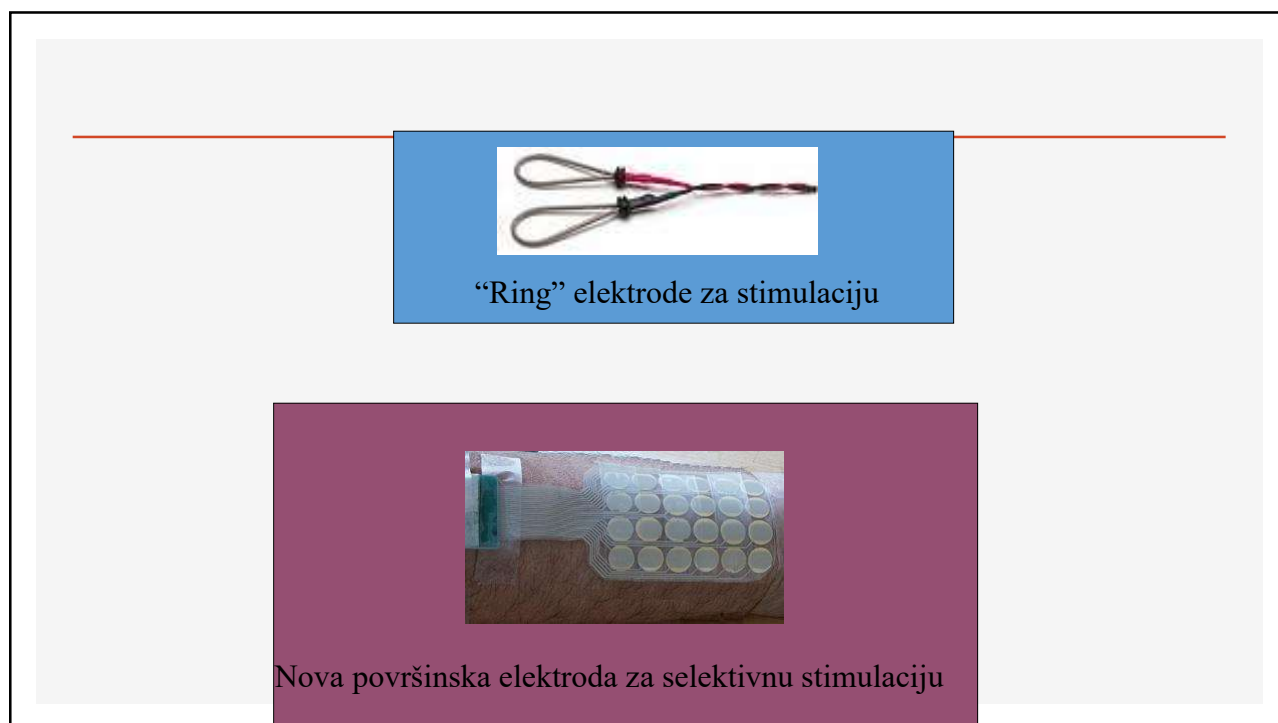 “Ring” elektrode za stimulaciju
Nova površinska elektroda za selektivnu stimulaciju